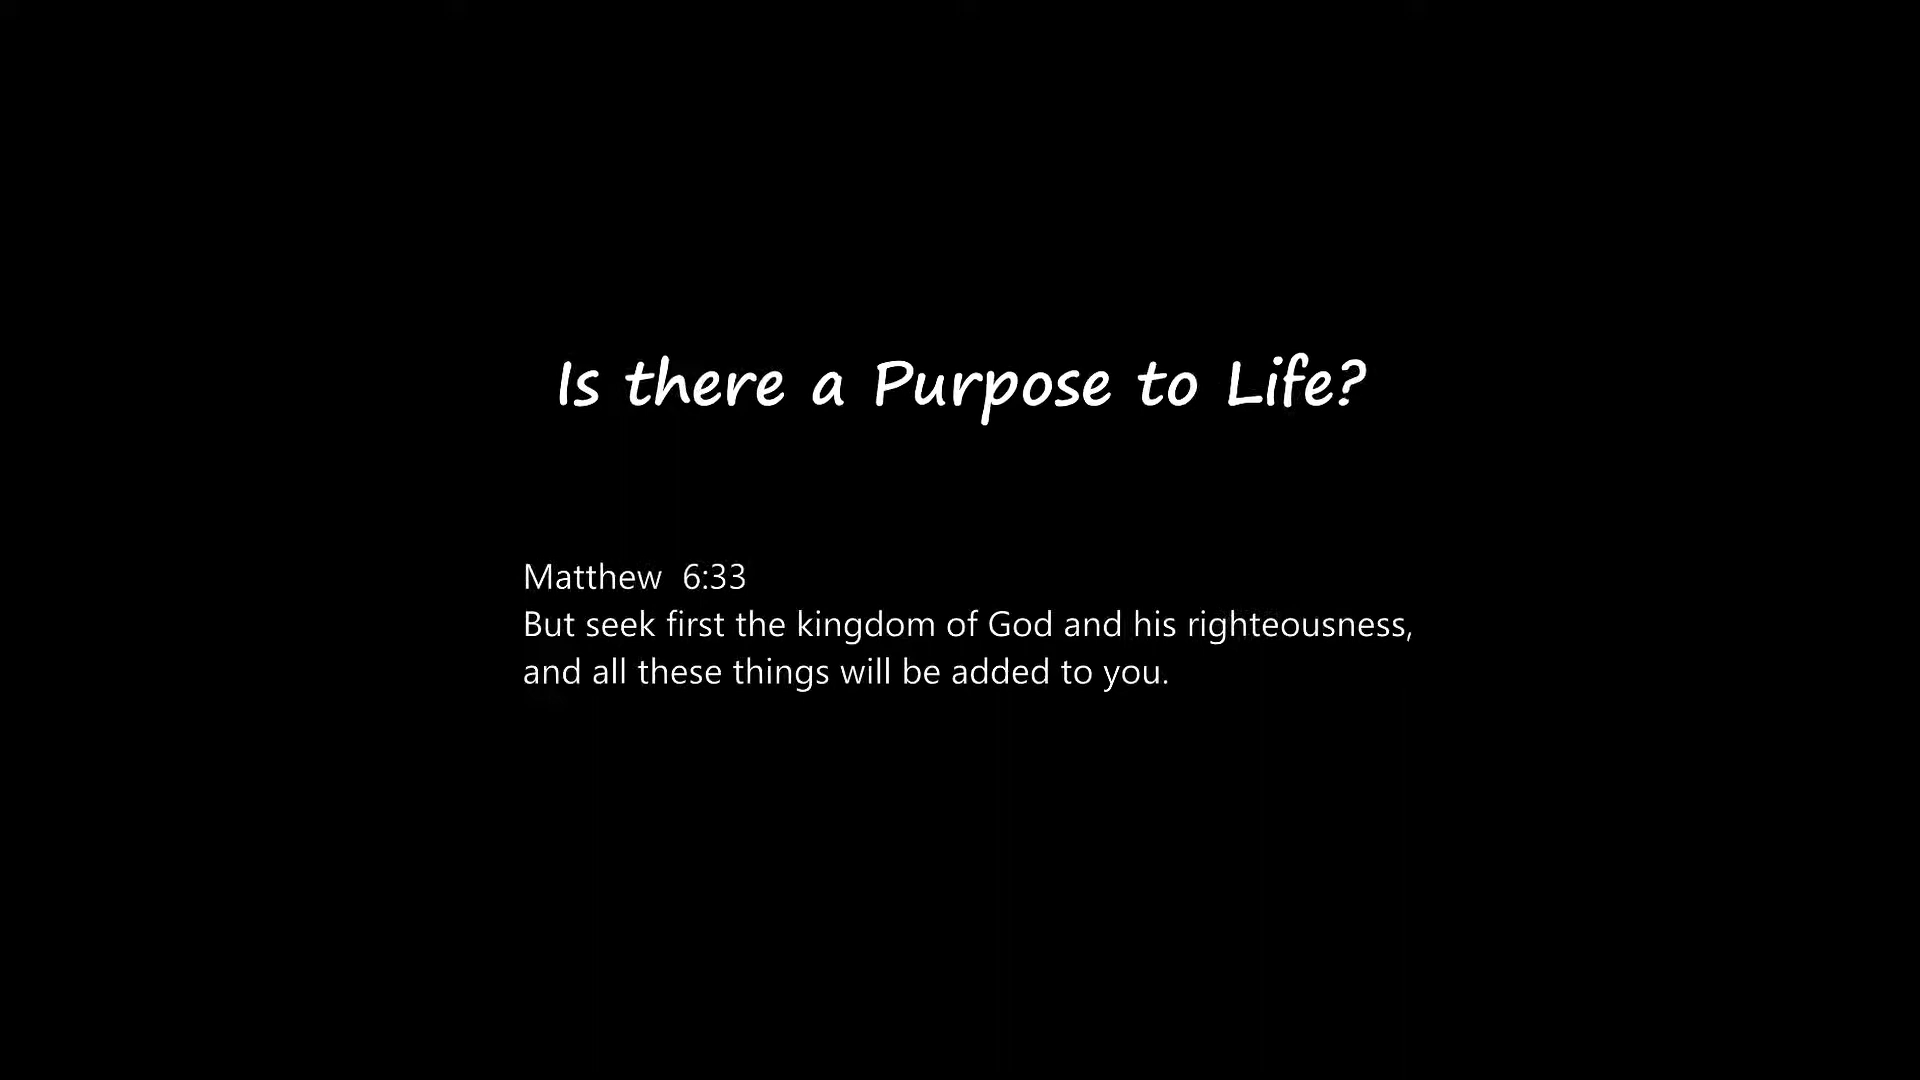 Is there a Purpose to Life?
Matthew 6:33
But seek first the kingdom of God and his righteousness,
and all these things will be added to you.